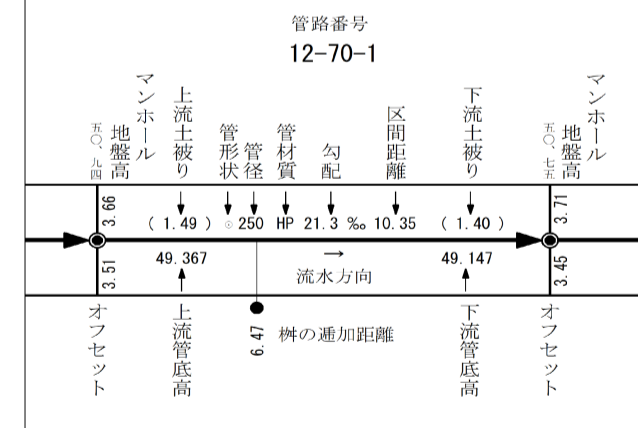 管路番号
12-70-1
マンホール
地盤高
五〇、九四
上流土被り
管形状
管径
管材質
勾配
区間距離
下流土被り
マンホール
地盤高
五〇、七五
3.66
( 1.49 ) ◎ 250 HP 21.3 ‰ 10.35 ( 1.40 )
3.71
3.51
49.367
→
流水方向
49.147
3.45
オフセット
上流管底高
6.47
桝の逓加距離
下流管底高
オフセット